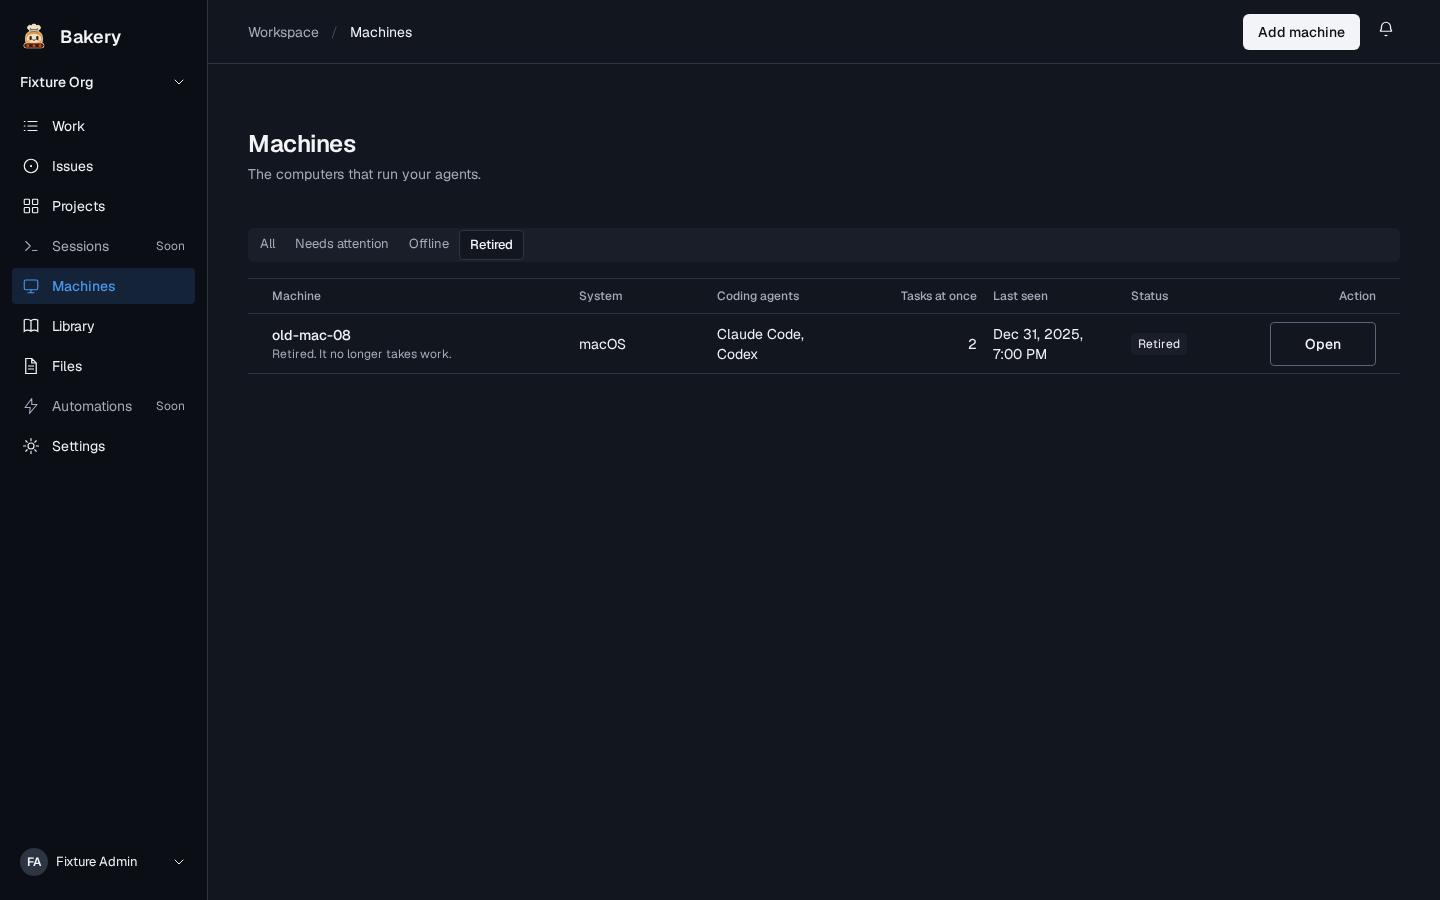 Bakery
Fixture Org
Work
Issues
Projects
Sessions Soon
Machines
Library
Files
Automations Soon
Settings
FA Fixture Admin
Workspace / Machines
Add machine
Machines
The computers that run your agents.
All Needs attention Offline Retired
Machine System Coding agents Tasks at once Last seen Status Action
old-mac-08
Retired. It no longer takes work.
macOS
Claude Code,
Codex
2
Dec 31, 2025,
7:00 PM
Retired
Open